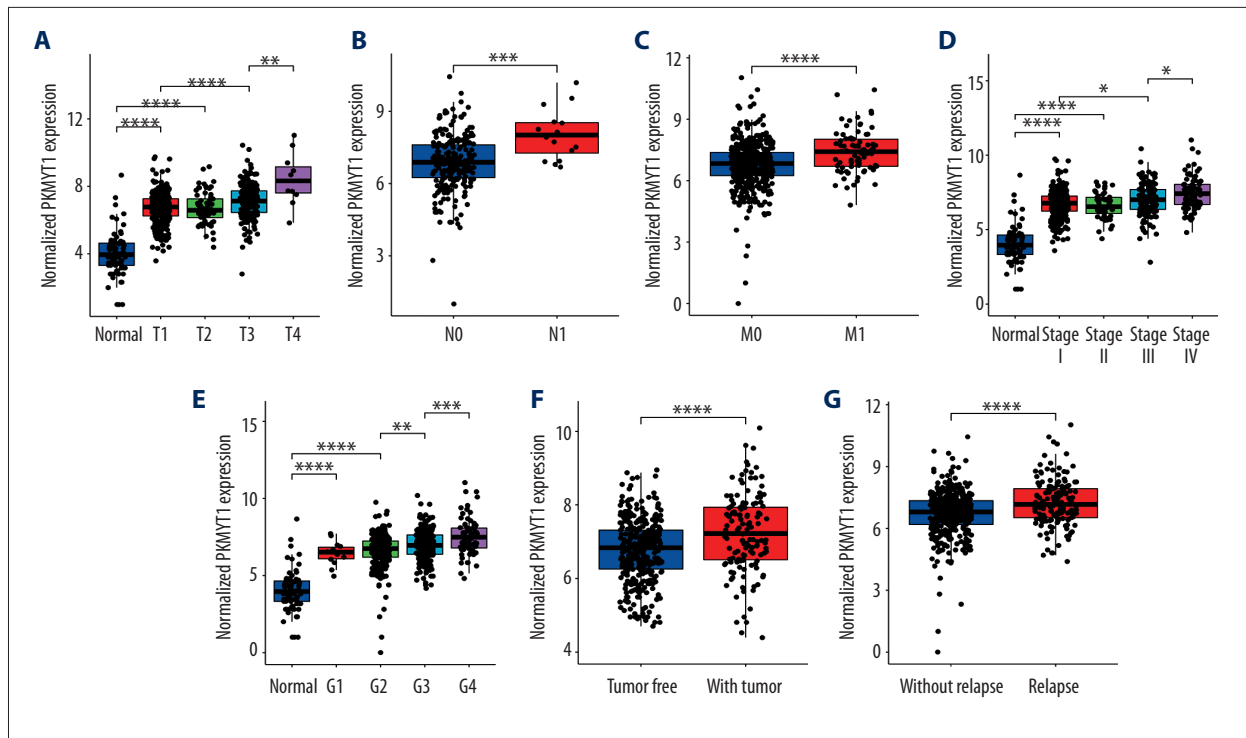 A
Normalized PKMYT1 expression
12
8
4
****
****
****
**
Normal T1 T2 T3 T4
B
Normalized PKMYT1 expression
9
6
3
***
N0 N1
C
Normalized PKMYT1 expression
12
9
6
3
0
****
M0 M1
D
Normalized PKMYT1 expression
15
10
5
0
****
****
*
*
Normal Stage I Stage II Stage III Stage IV
E
Normalized PKMYT1 expression
15
10
5
0
****
****
**
***
Normal G1 G2 G3 G4
F
Normalized PKMYT1 expression
10
8
6
4
****
Tumor free With tumor
G
Normalized PKMYT1 expression
12
9
6
3
0
****
Without relapse Relapse